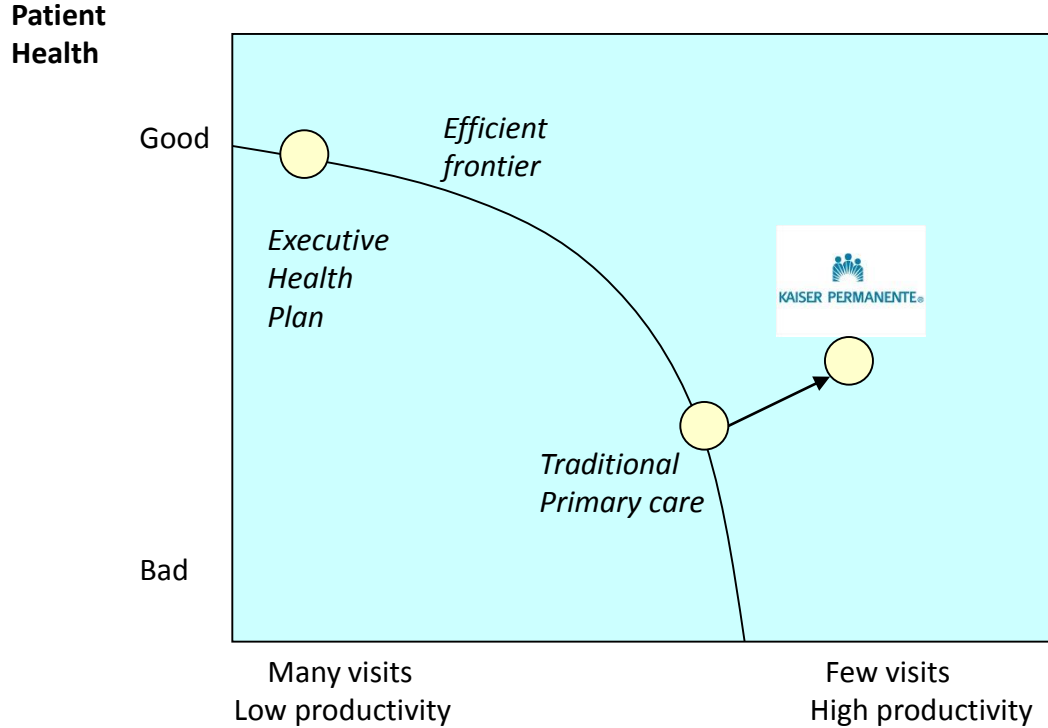 Patient
Health
Good
Efficient
frontier
Executive
Health
Plan
KAISER PERMANENTE®
Traditional
Primary care
Bad
Many visits
Low productivity
Few visits
High productivity